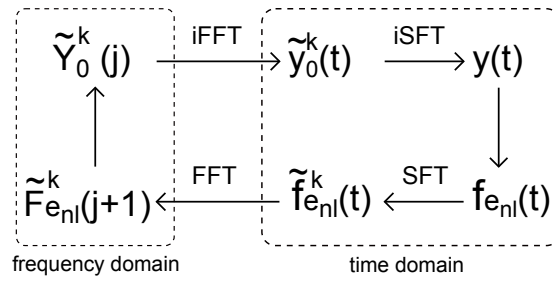 Ỹ₀ᵏ(j) iFFT ỹ₀ᵏ(t) iSFT y(t)
F̃eₙₗᵏ(j+1) FFT f̃eₙₗᵏ(t) SFT feₙₗ(t)
frequency domain time domain